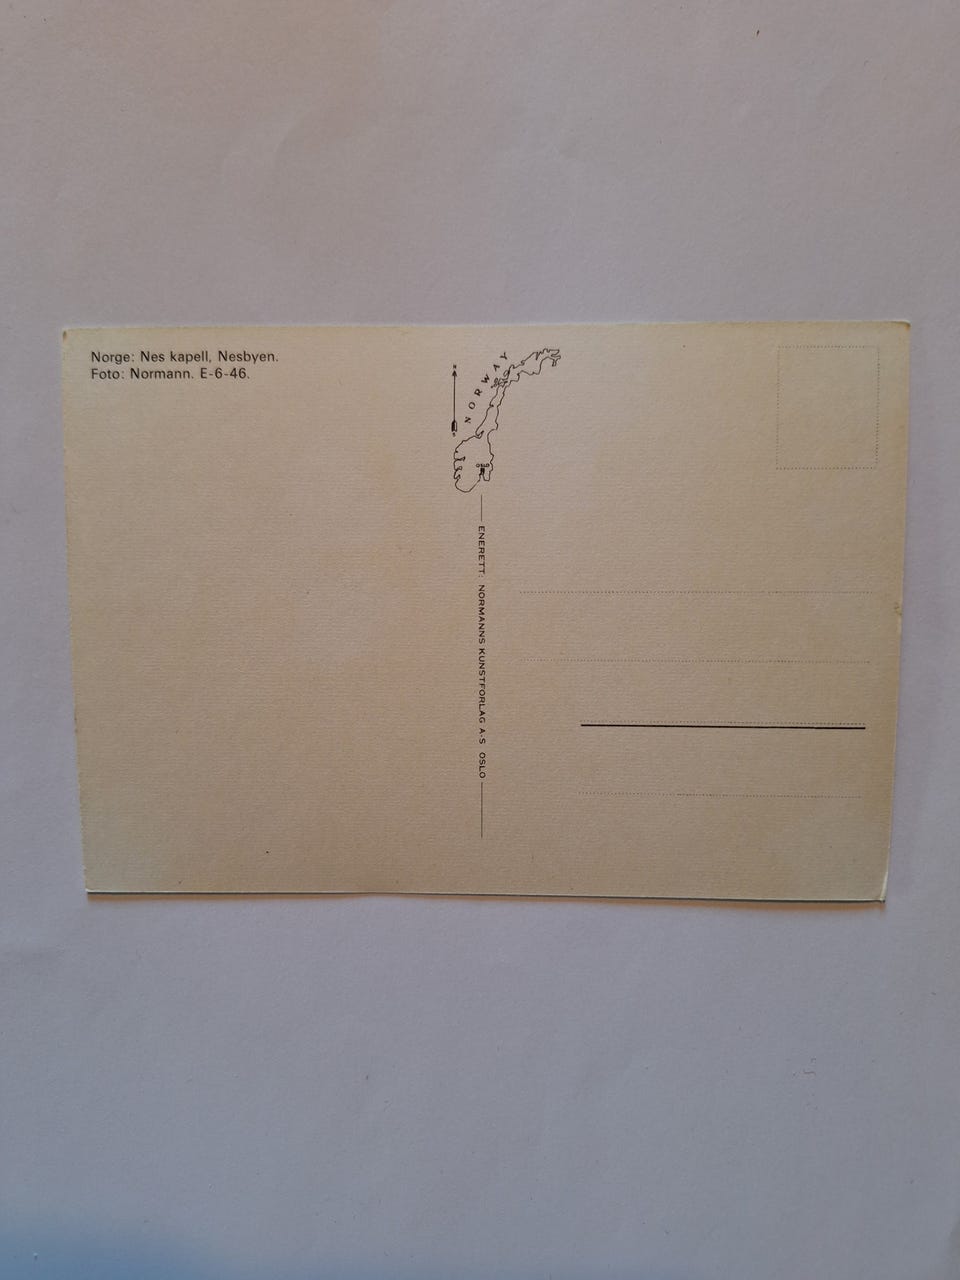 Norge: Nes kapell, Nesbyen.
Foto: Normann. E-6-46.
N
NORWAY
ENERETT: NORMANNS KUNSTFORLAG A-S OSLO